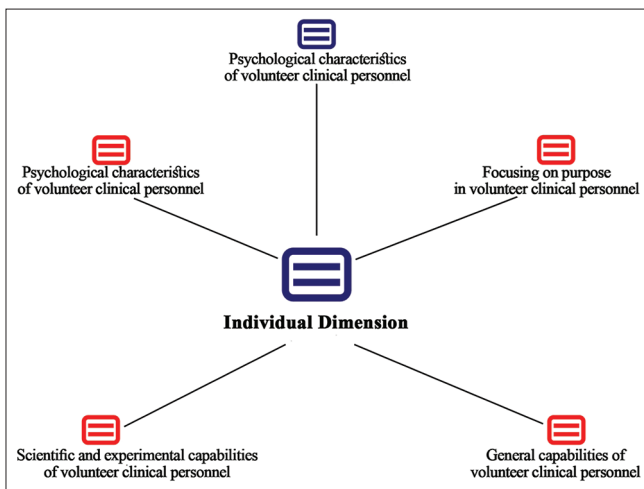 Psychological characteristics
of volunteer clinical personnel
Psychological characteristics
of volunteer clinical personnel
Focusing on purpose
in volunteer clinical personnel
Individual Dimension
Scientific and experimental capabilities
of volunteer clinical personnel
General capabilities of
volunteer clinical personnel